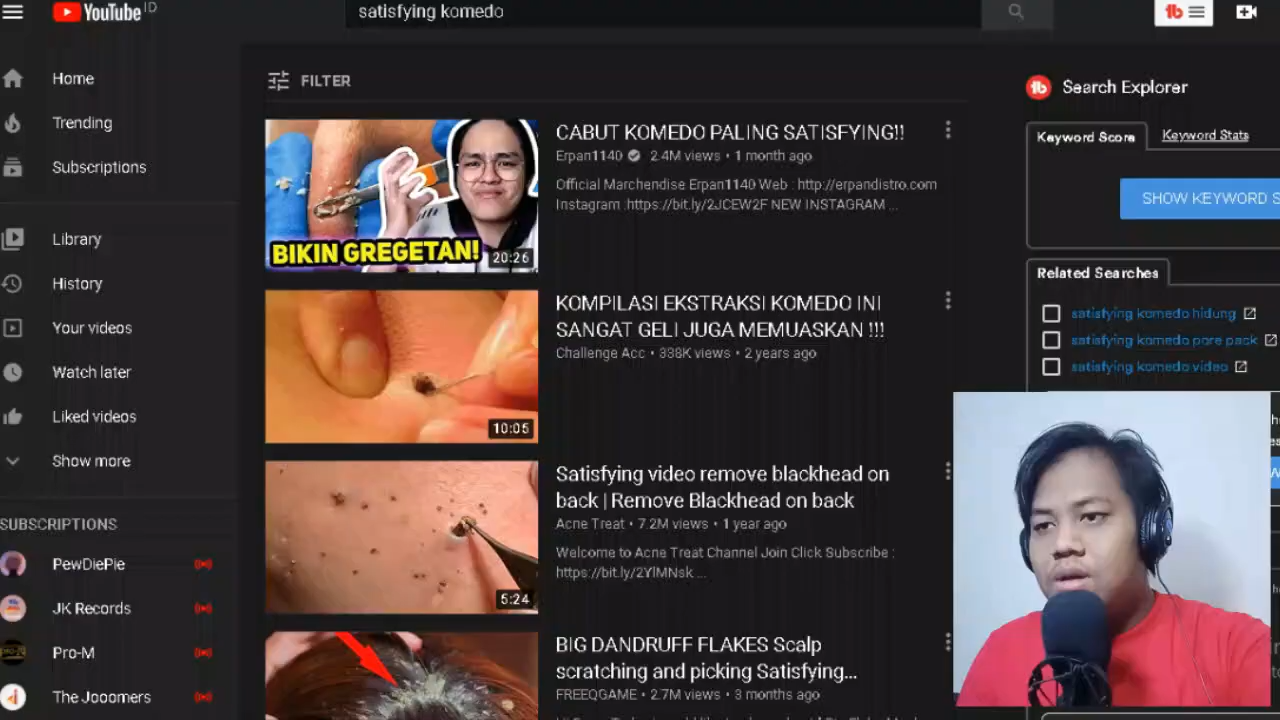 YouTube ID
satisfying komedo
Home
Trending
Subscriptions
Library
History
Your videos
Watch later
Liked videos
Show more
SUBSCRIPTIONS
PewDiePie
JK Records
Pro-M
The Jooomers
FILTER
BIKIN GREGETAN!
20:26
CABUT KOMEDO PALING SATISFYING!!
Erpan1140 2.4M views • 1 month ago
Official Marchendise Erpan1140 Web : http://erpandistro.com
Instagram :https://bit.ly/2JCEW2F NEW INSTAGRAM ...
10:05
KOMPILASI EKSTRAKSI KOMEDO INI
SANGAT GELI JUGA MEMUASKAN !!!
Challenge Acc • 338K views • 2 years ago
5:24
Satisfying video remove blackhead on
back | Remove Blackhead on back
Acne Treat • 7.2M views • 1 year ago
Welcome to Acne Treat Channel Join Click Subscribe :
https://bit.ly/2YlMNsk ...
BIG DANDRUFF FLAKES Scalp
scratching and picking Satisfying...
FREEQGAME • 2.7M views • 3 months ago
tb
tb
Search Explorer
Keyword Score
Keyword Stats
SHOW KEYWORD S
Related Searches
satisfying komedo hidung
satisfying komedo pore pack
satisfying komedo video